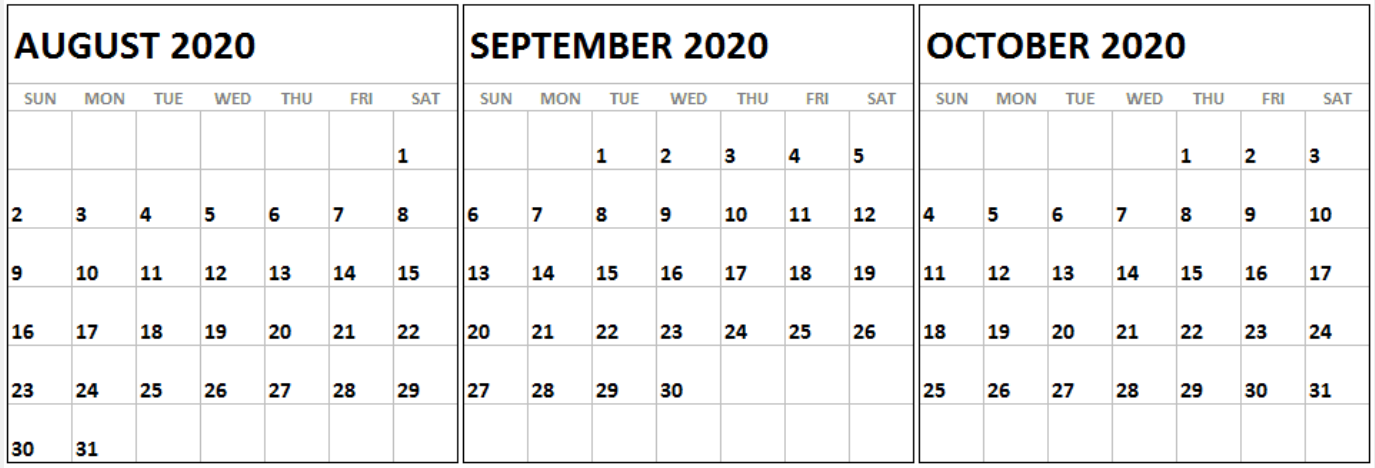 AUGUST 2020
SUN MON TUE WED THU FRI SAT
1
2 3 4 5 6 7 8
9 10 11 12 13 14 15
16 17 18 19 20 21 22
23 24 25 26 27 28 29
30 31
SEPTEMBER 2020
SUN MON TUE WED THU FRI SAT
1 2 3 4 5
6 7 8 9 10 11 12
13 14 15 16 17 18 19
20 21 22 23 24 25 26
27 28 29 30
OCTOBER 2020
SUN MON TUE WED THU FRI SAT
1 2 3
4 5 6 7 8 9 10
11 12 13 14 15 16 17
18 19 20 21 22 23 24
25 26 27 28 29 30 31